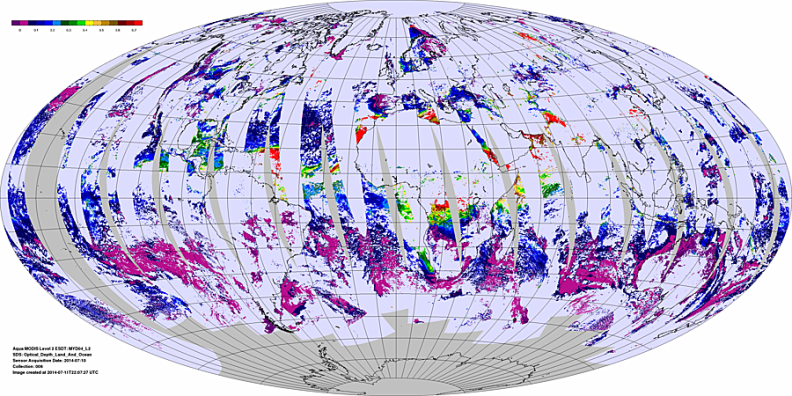 0 0.1 0.2 0.3 0.4 0.5 0.6 0.7
Aqua MODIS Level 2 ESDT: MYD04_L2
SDS: Optical_Depth_Land_And_Ocean
Sensor Acquisition Date: 2014-07-10
Collection: 006
Image created at 2014-07-11T22:07:27 UTC